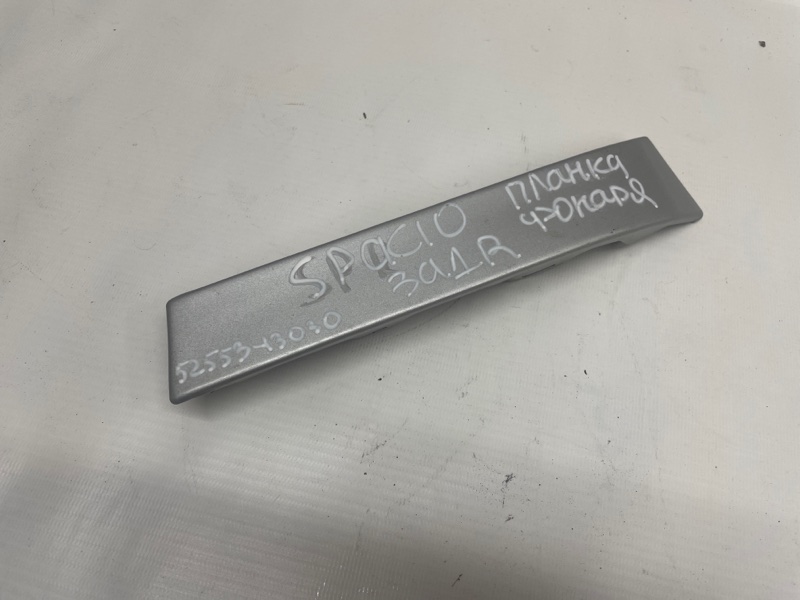 SPACIO
зад R
планка
фонаря
52553-13030